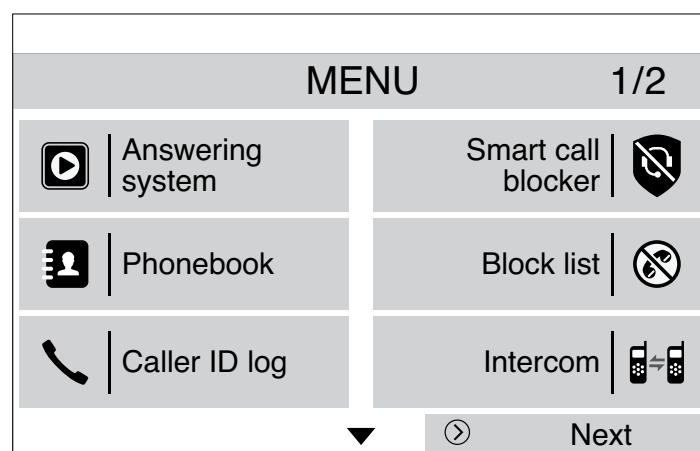 MENU 1/2
Answering
system
Smart call
blocker
Phonebook
Block list
Caller ID log
Intercom
Next